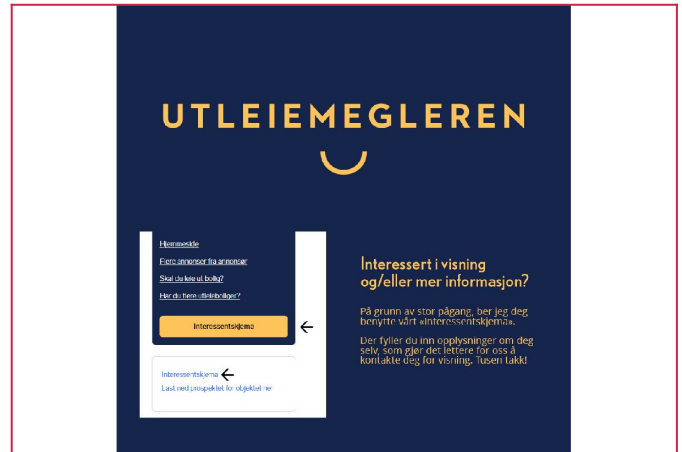 UTLEIEMEGLEREN
Hjemmeside
Flere annonser fra annonsør
Skal du leie ut bolig?
Har du flere utleieboliger?
Interessentskjema
Interessentskjema
Last ned prospektet for objektet her
Interessert i visning
og/eller mer informasjon?
På grunn av stor pågang, ber jeg deg
benytte vårt «Interessentskjema».
Der fyller du inn opplysninger om deg
selv, som gjør det lettere for oss å
kontakte deg for visning. Tusen takk!